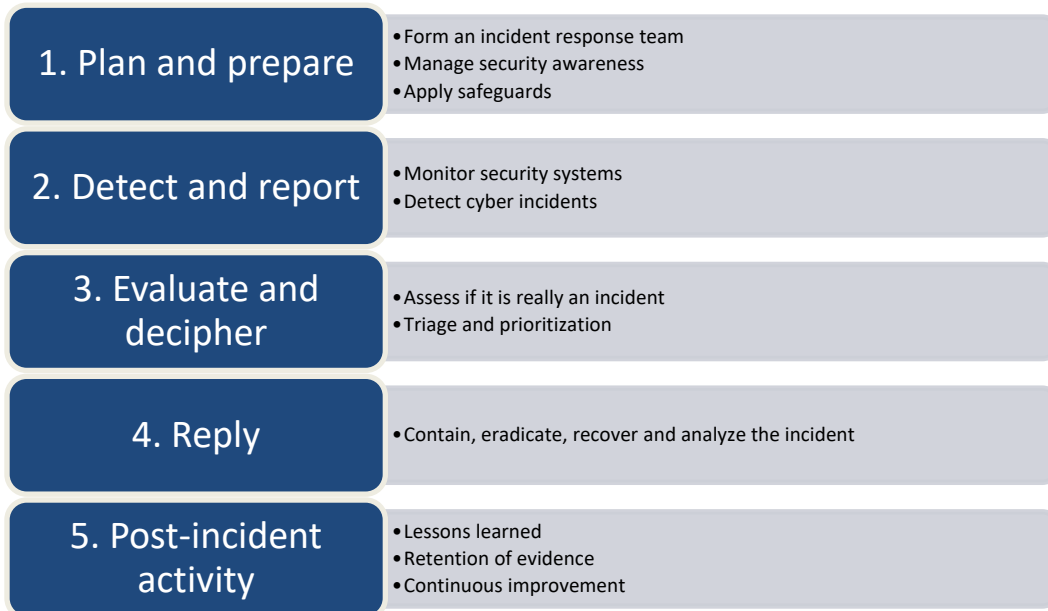 1. Plan and prepare
•Form an incident response team
•Manage security awareness
•Apply safeguards
2. Detect and report
•Monitor security systems
•Detect cyber incidents
3. Evaluate and
decipher
•Assess if it is really an incident
•Triage and prioritization
4. Reply
•Contain, eradicate, recover and analyze the incident
5. Post-incident
activity
•Lessons learned
•Retention of evidence
•Continuous improvement